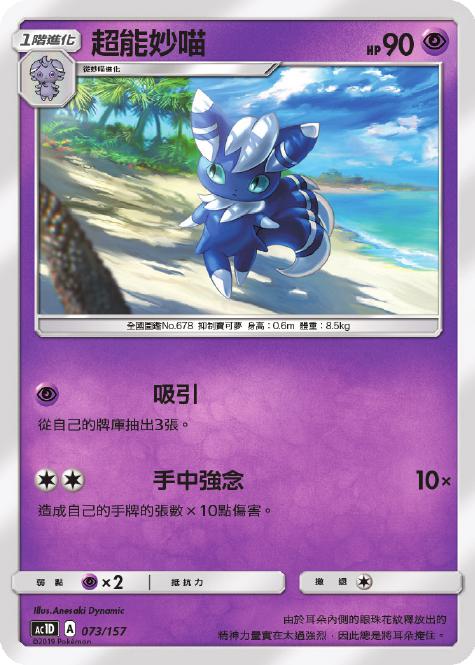 1階進化
超能妙喵
HP90
從妙喵進化
全國圖鑑No.678 抑制寶可夢 身高：0.6m 體重：8.5kg
吸引
從自己的牌庫抽出3張。
手中強念 10×
造成自己的手牌的張數×10點傷害。
弱點 ×2 抵抗力 撤退
Illus.Anesaki Dynamic
AC1D A 073/157
©2019 Pokémon
由於耳朵內側的眼珠花紋釋放出的
精神力量實在太過強烈，因此總是將耳朵掩住。